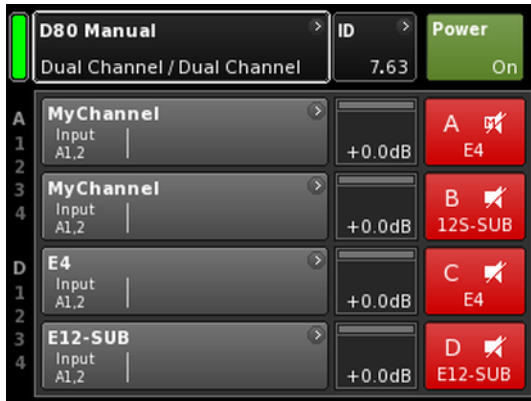 D80 Manual
Dual Channel / Dual Channel
ID
7.63
Power
On
A
1
2
3
4
D
1
2
3
4
MyChannel
Input
A1,2
+0.0dB
A
E4
MyChannel
Input
A1,2
+0.0dB
B
12S-SUB
E4
Input
A1,2
+0.0dB
C
E4
E12-SUB
Input
A1,2
+0.0dB
D
E12-SUB